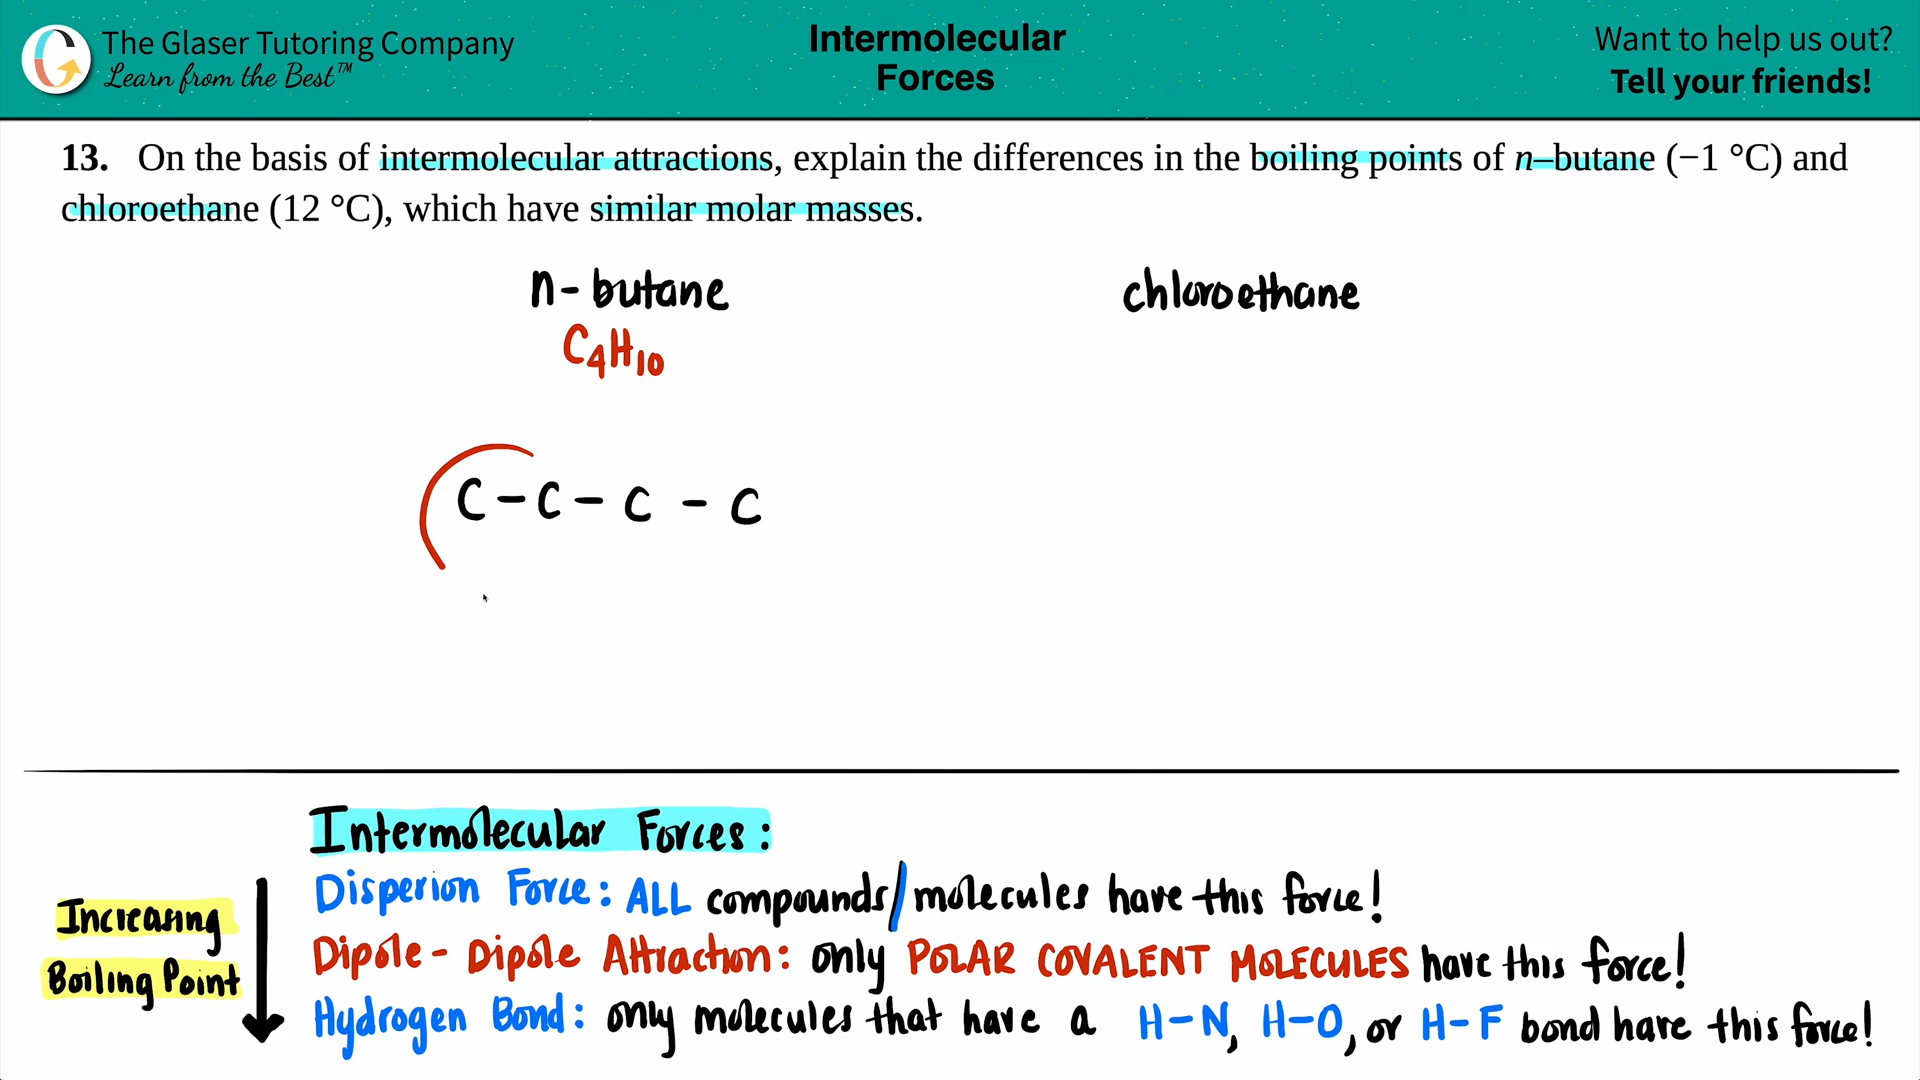 The Glaser Tutoring Company
Learn from the Best™
Intermolecular
Forces
Want to help us out?
Tell your friends!
13. On the basis of intermolecular attractions, explain the differences in the boiling points of n–butane (−1 °C) and
chloroethane (12 °C), which have similar molar masses.
n-butane
chloroethane
C₄H₁₀
C-C-C-C
Intermolecular Forces:
Disperion Force: ALL compounds/molecules have this force!
Increasing
Boiling Point
Dipole-Dipole Attraction: only POLAR COVALENT MOLECULES have this force!
Hydrogen Bond: only molecules that have a H-N, H-O, or H-F bond have this force!